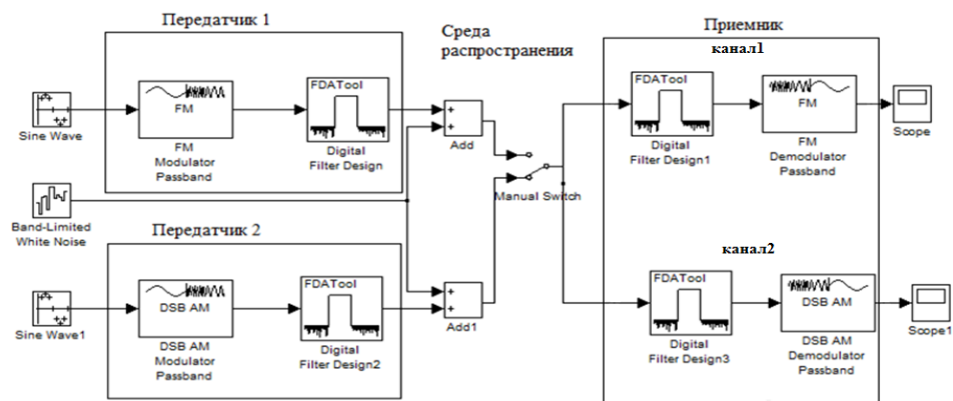 Передатчик 1
Среда
распространения
Приемник
канал1
FM
FDATool
FDATool
FM
Sine Wave
FM
Modulator
Passband
Digital
Filter Design
Add
Digital
Filter Design1
FM
Demodulator
Passband
Scope
Manual Switch
Band-Limited
White Noise
Передатчик 2
канал2
DSB AM
FDATool
FDATool
DSB AM
Sine Wave1
DSB AM
Modulator
Passband
Digital
Filter Design2
Add1
Digital
Filter Design3
DSB AM
Demodulator
Passband
Scope1